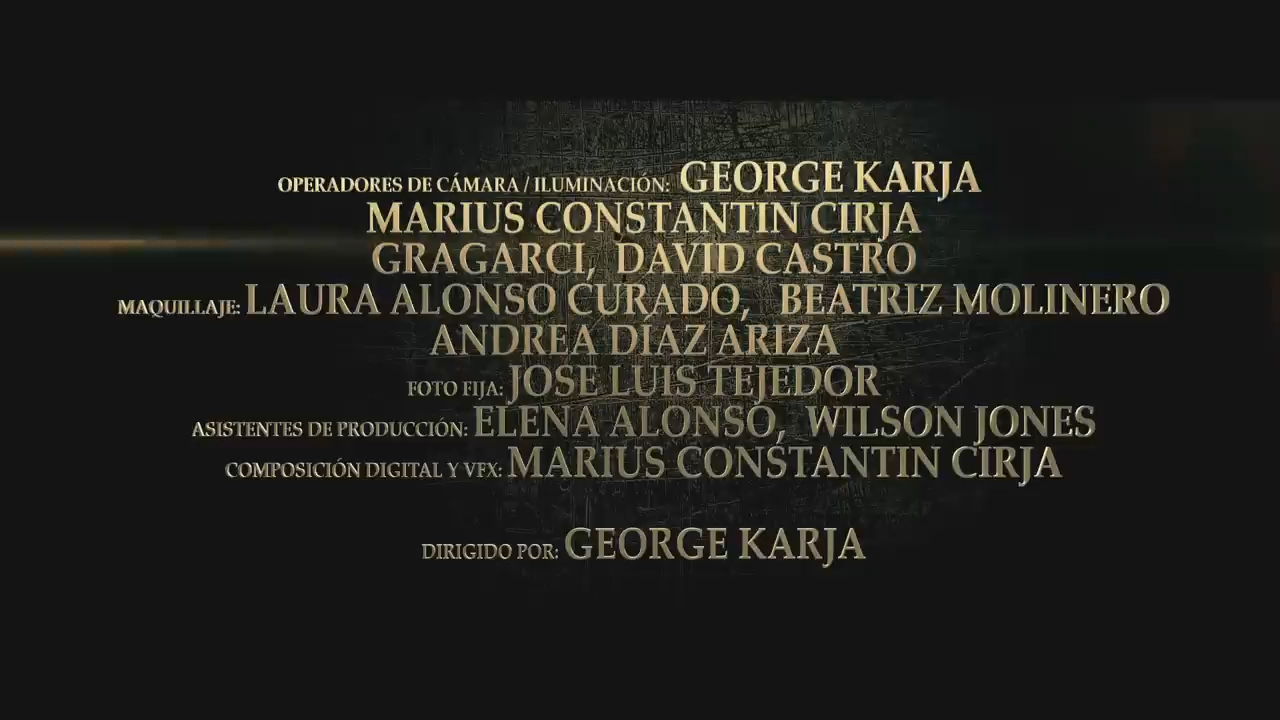 OPERADORES DE CÁMARA / ILUMINACIÓN: GEORGE KARJA
MARIUS CONSTANTIN CIRJA
GRAGARCI, DAVID CASTRO
MAQUILLAJE: LAURA ALONSO CURADO, BEATRIZ MOLINERO
ANDREA DÍAZ ARIZA
FOTO FIJA: JOSE LUIS TEJEDOR
ASISTENTES DE PRODUCCIÓN: ELENA ALONSO, WILSON JONES
COMPOSICIÓN DIGITAL Y VFX: MARIUS CONSTANTIN CIRJA
DIRIGIDO POR: GEORGE KARJA